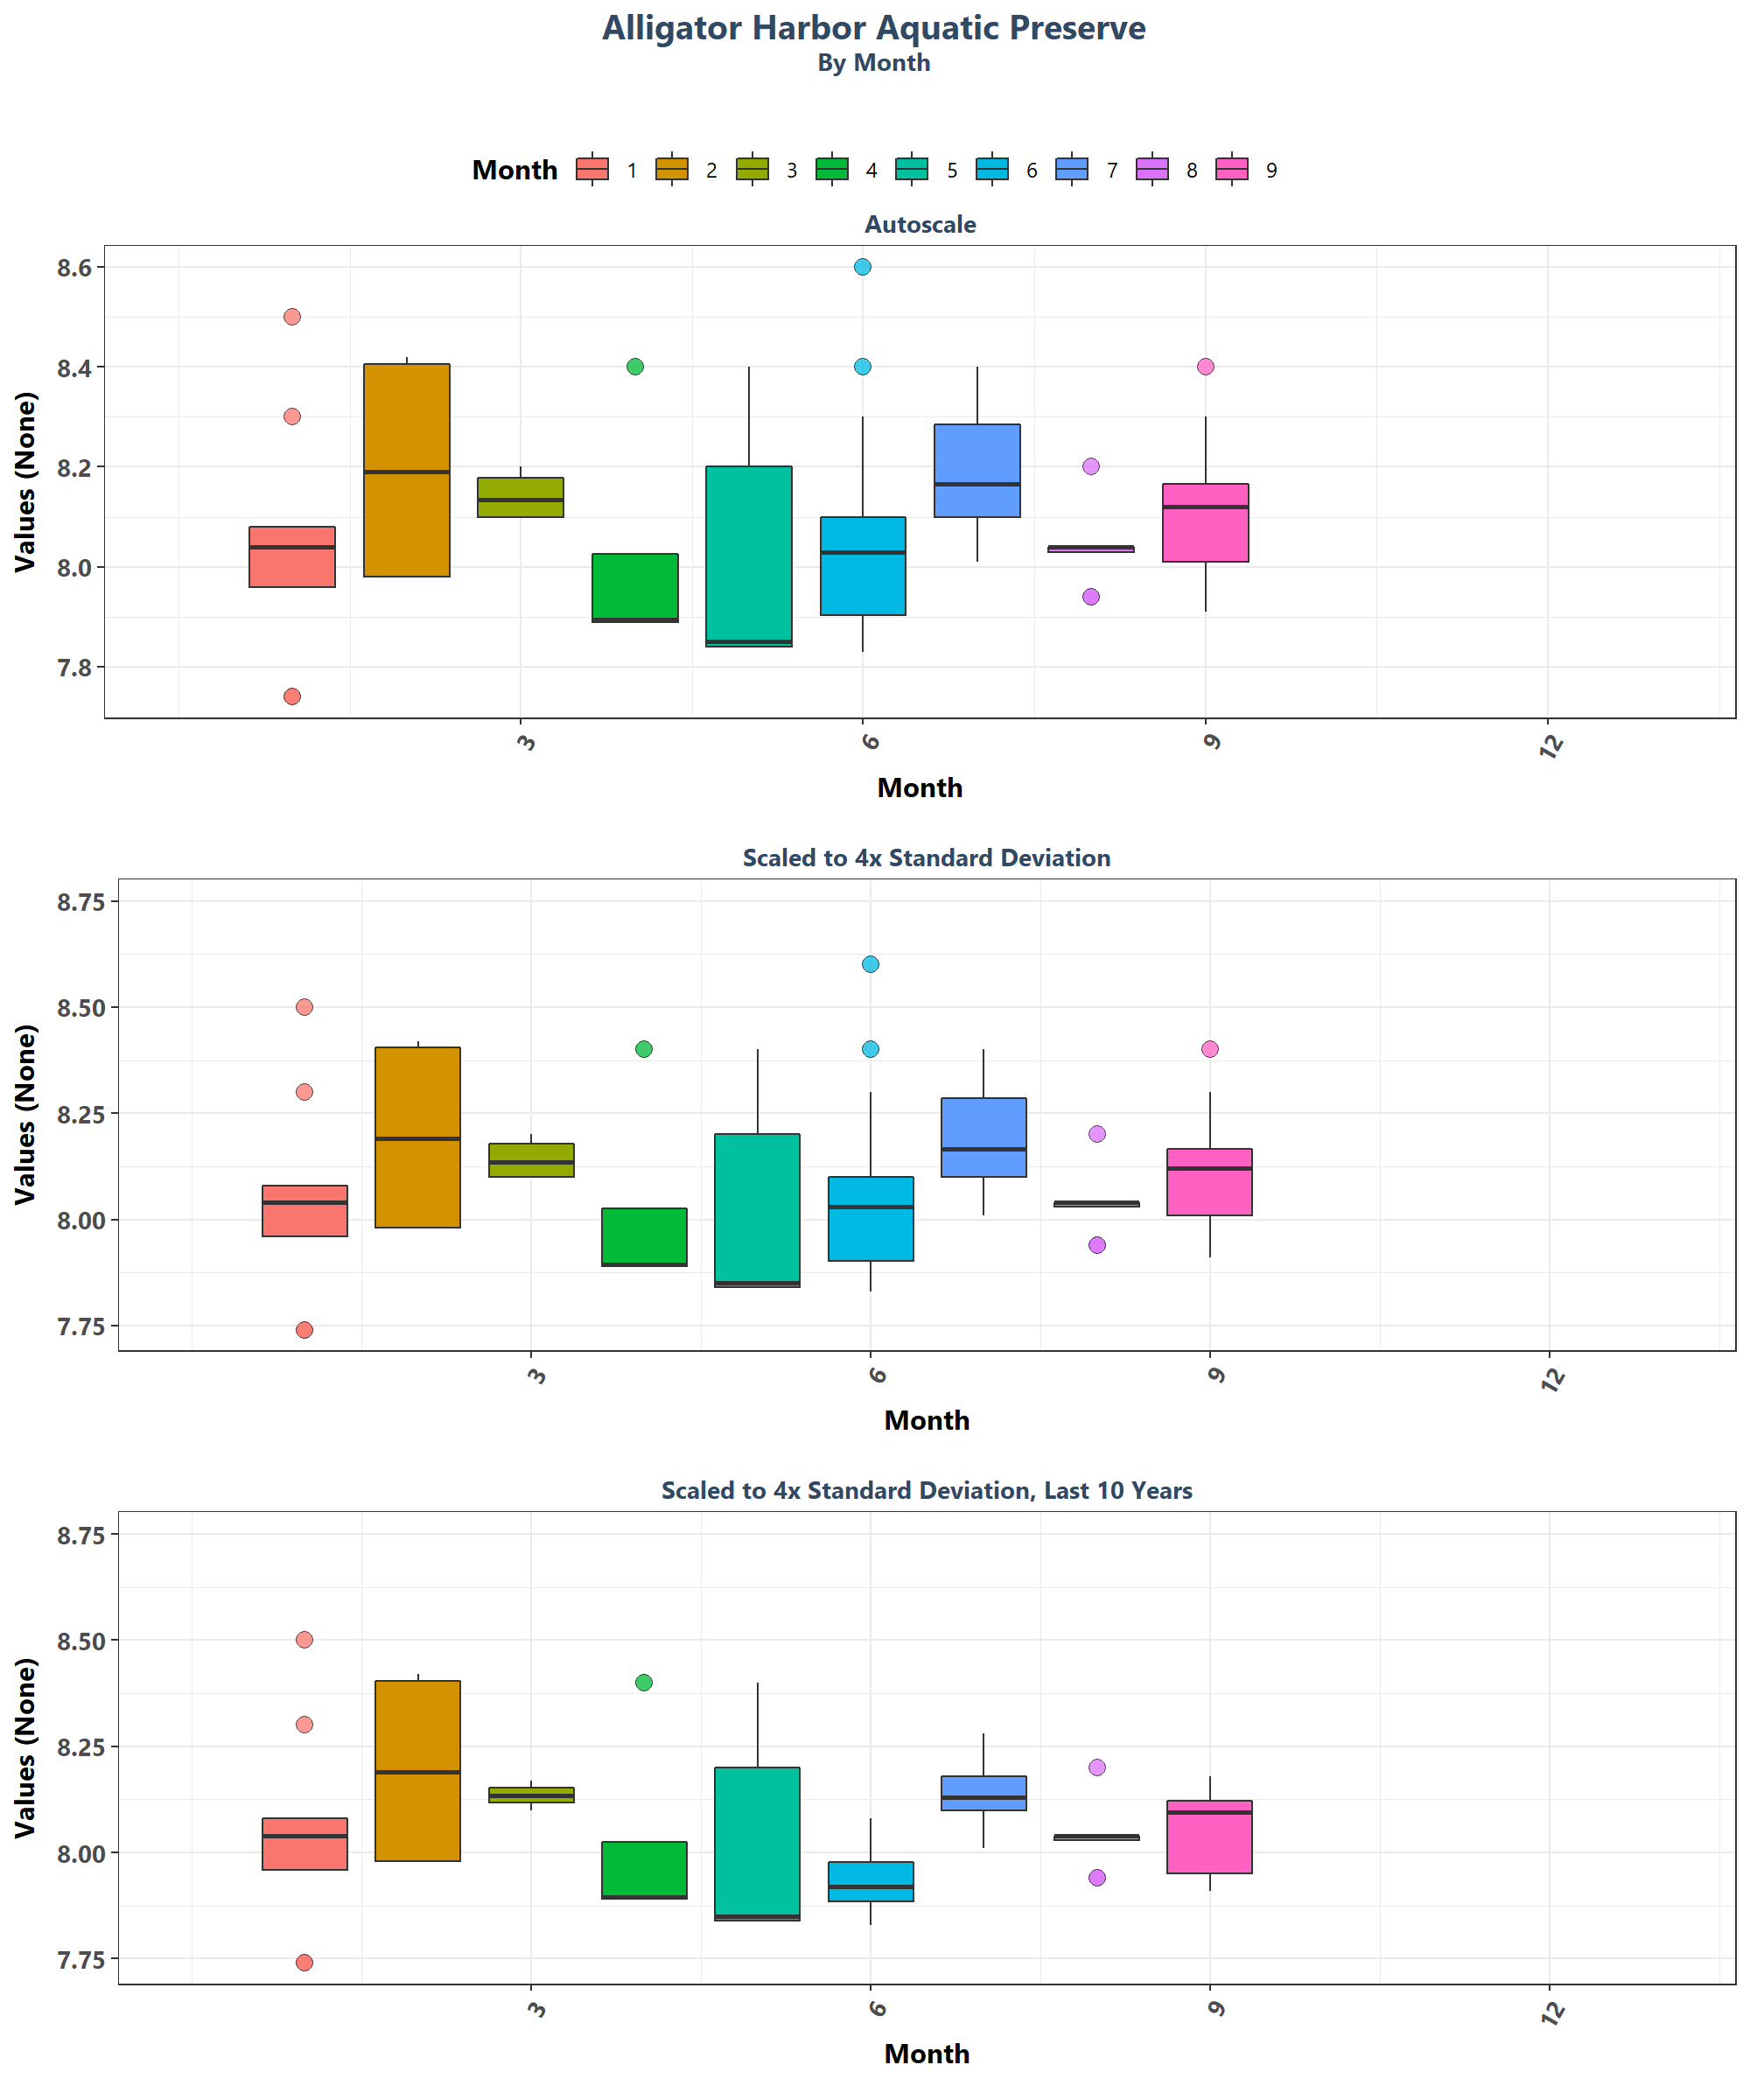 Alligator Harbor Aquatic Preserve
By Month
Month 1 2 3 4 5 6 7 8 9
Autoscale
Values (None)
8.6
8.4
8.2
8.0
7.8
3 6 9 12
Month
Scaled to 4x Standard Deviation
Values (None)
8.75
8.50
8.25
8.00
7.75
3 6 9 12
Month
Scaled to 4x Standard Deviation, Last 10 Years
Values (None)
8.75
8.50
8.25
8.00
7.75
3 6 9 12
Month